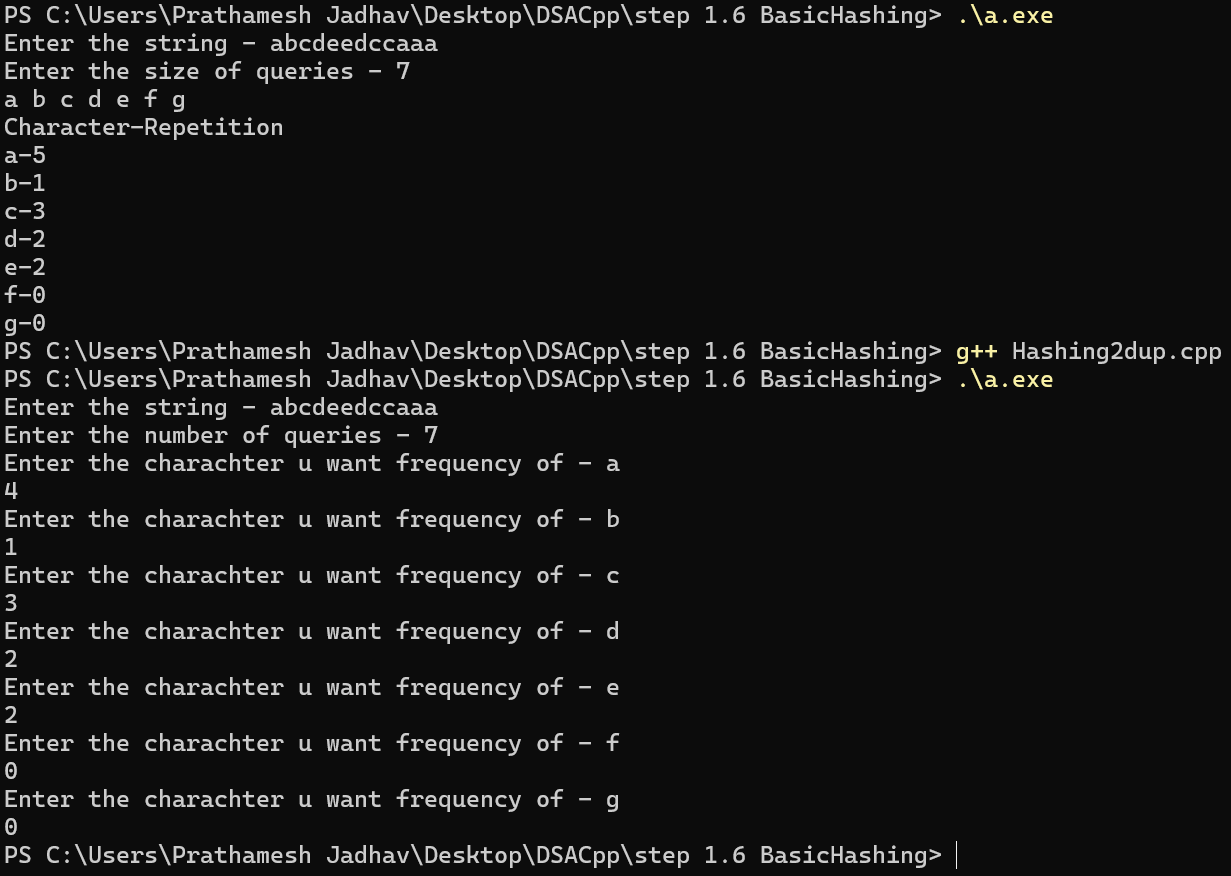 PS C:\Users\Prathamesh Jadhav\Desktop\DSACpp\step 1.6 BasicHashing> .\a.exe
Enter the string - abcdeedccaaa
Enter the size of queries - 7
a b c d e f g
Character-Repetition
a-5
b-1
c-3
d-2
e-2
f-0
g-0
PS C:\Users\Prathamesh Jadhav\Desktop\DSACpp\step 1.6 BasicHashing> g++ Hashing2dup.cpp
PS C:\Users\Prathamesh Jadhav\Desktop\DSACpp\step 1.6 BasicHashing> .\a.exe
Enter the string - abcdeedccaaa
Enter the number of queries - 7
Enter the charachter u want frequency of - a
4
Enter the charachter u want frequency of - b
1
Enter the charachter u want frequency of - c
3
Enter the charachter u want frequency of - d
2
Enter the charachter u want frequency of - e
2
Enter the charachter u want frequency of - f
0
Enter the charachter u want frequency of - g
0
PS C:\Users\Prathamesh Jadhav\Desktop\DSACpp\step 1.6 BasicHashing>